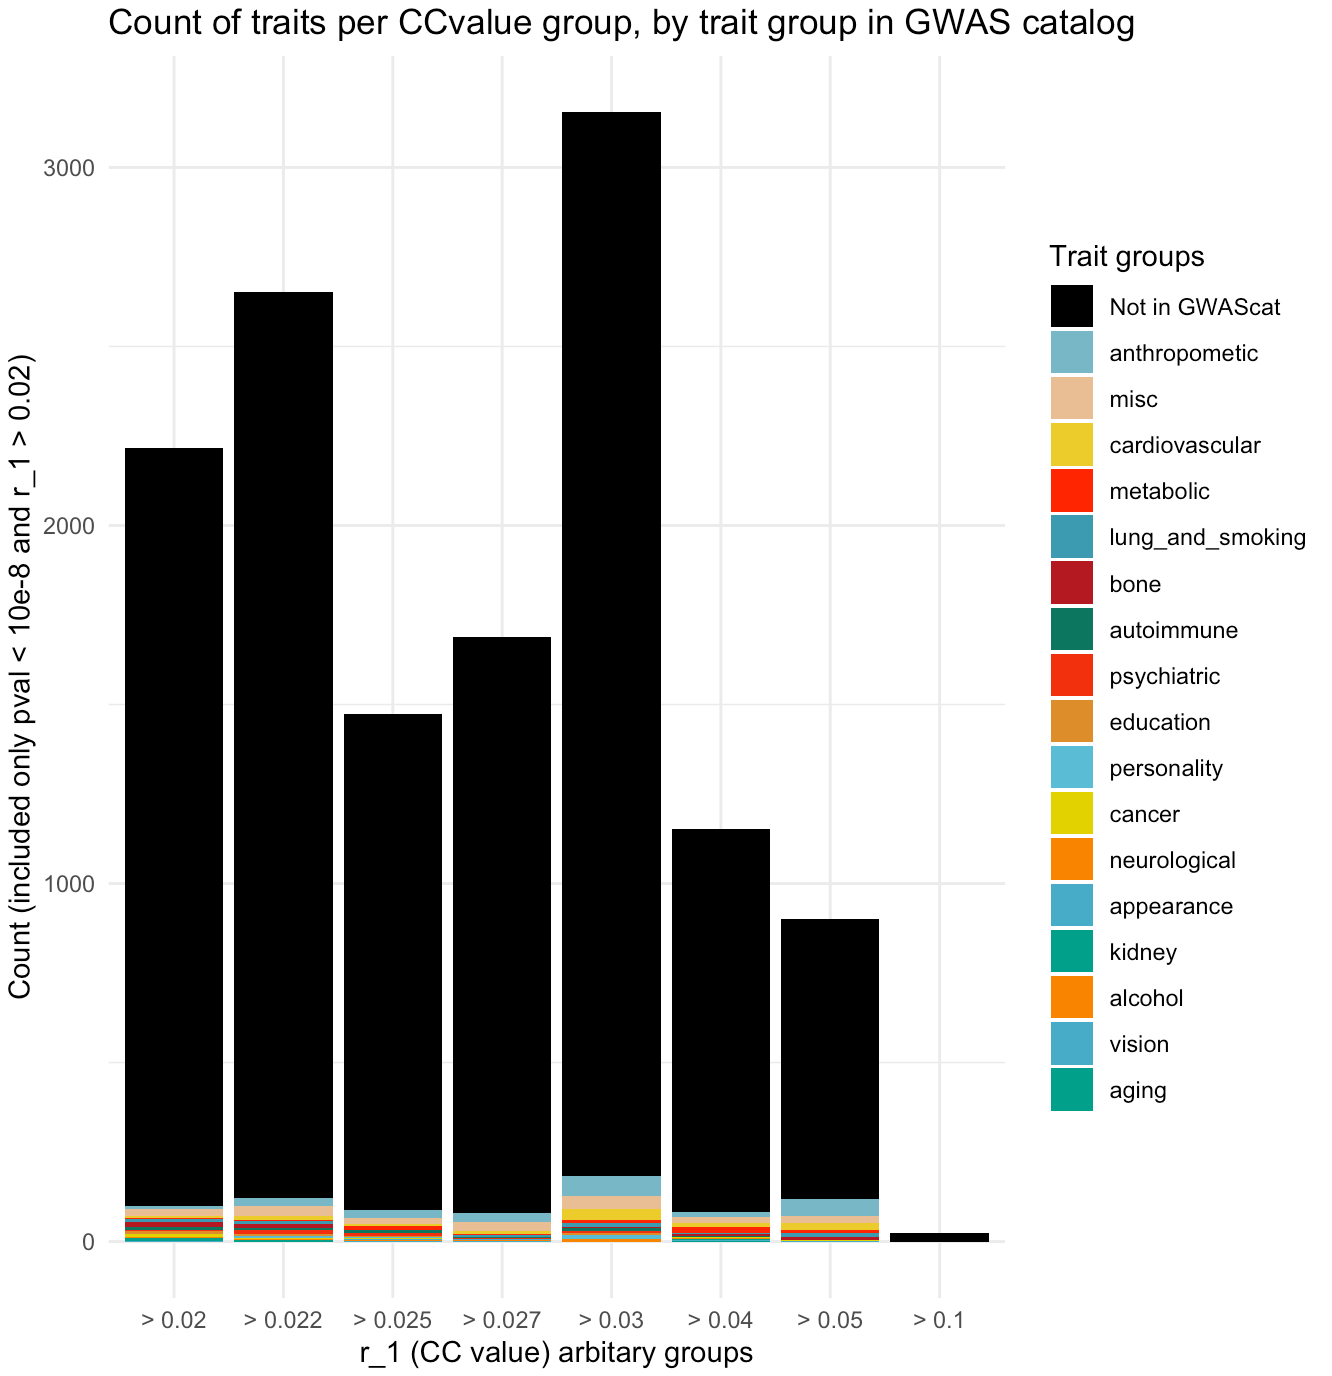 Count of traits per CCvalue group, by trait group in GWAS catalog
Count (included only pval < 10e-8 and r_1 > 0.02)
3000
2000
1000
0
> 0.02
> 0.022
> 0.025
> 0.027
> 0.03
> 0.04
> 0.05
> 0.1
r_1 (CC value) arbitary groups
Trait groups
Not in GWAScat
anthropometic
misc
cardiovascular
metabolic
lung_and_smoking
bone
autoimmune
psychiatric
education
personality
cancer
neurological
appearance
kidney
alcohol
vision
aging